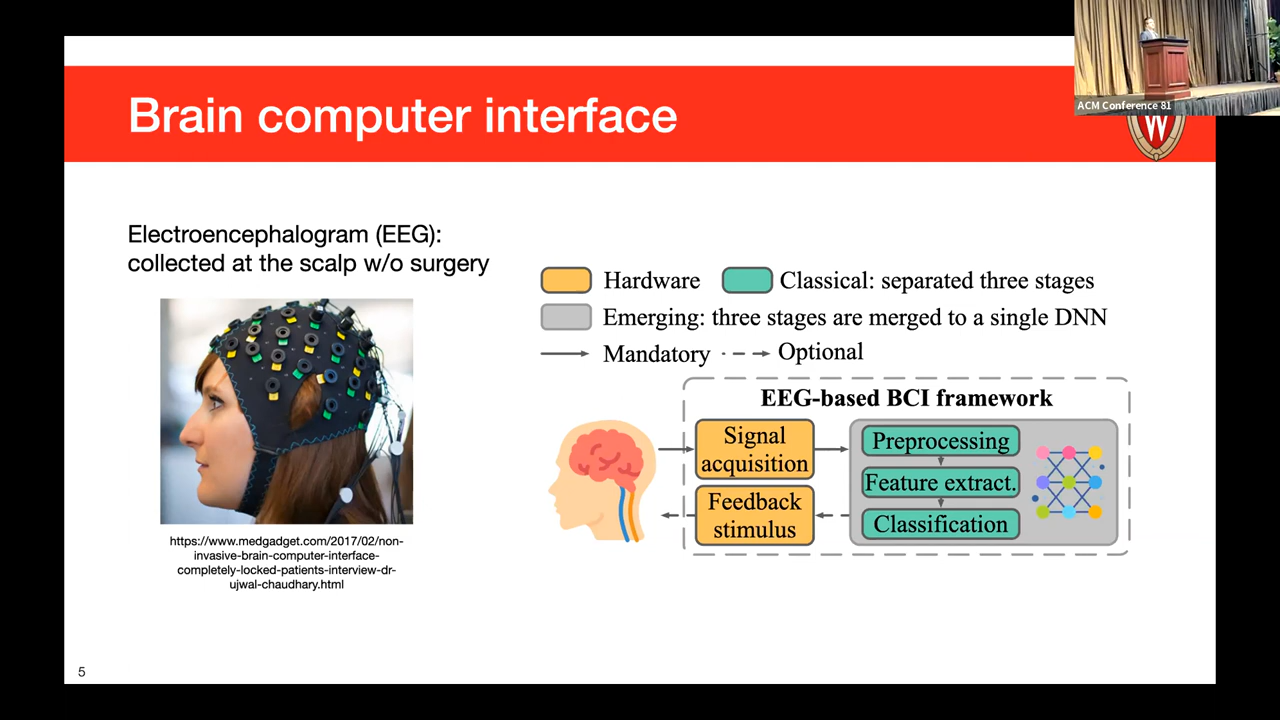 ACM Conference 81
W
Brain computer interface
Electroencephalogram (EEG):
collected at the scalp w/o surgery
https://www.medgadget.com/2017/02/non-
invasive-brain-computer-interface-
completely-locked-patients-interview-dr-
ujwal-chaudhary.html
Hardware
Classical: separated three stages
Emerging: three stages are merged to a single DNN
Mandatory
Optional
EEG-based BCI framework
Signal
acquisition
Feedback
stimulus
Preprocessing
Feature extract.
Classification
5